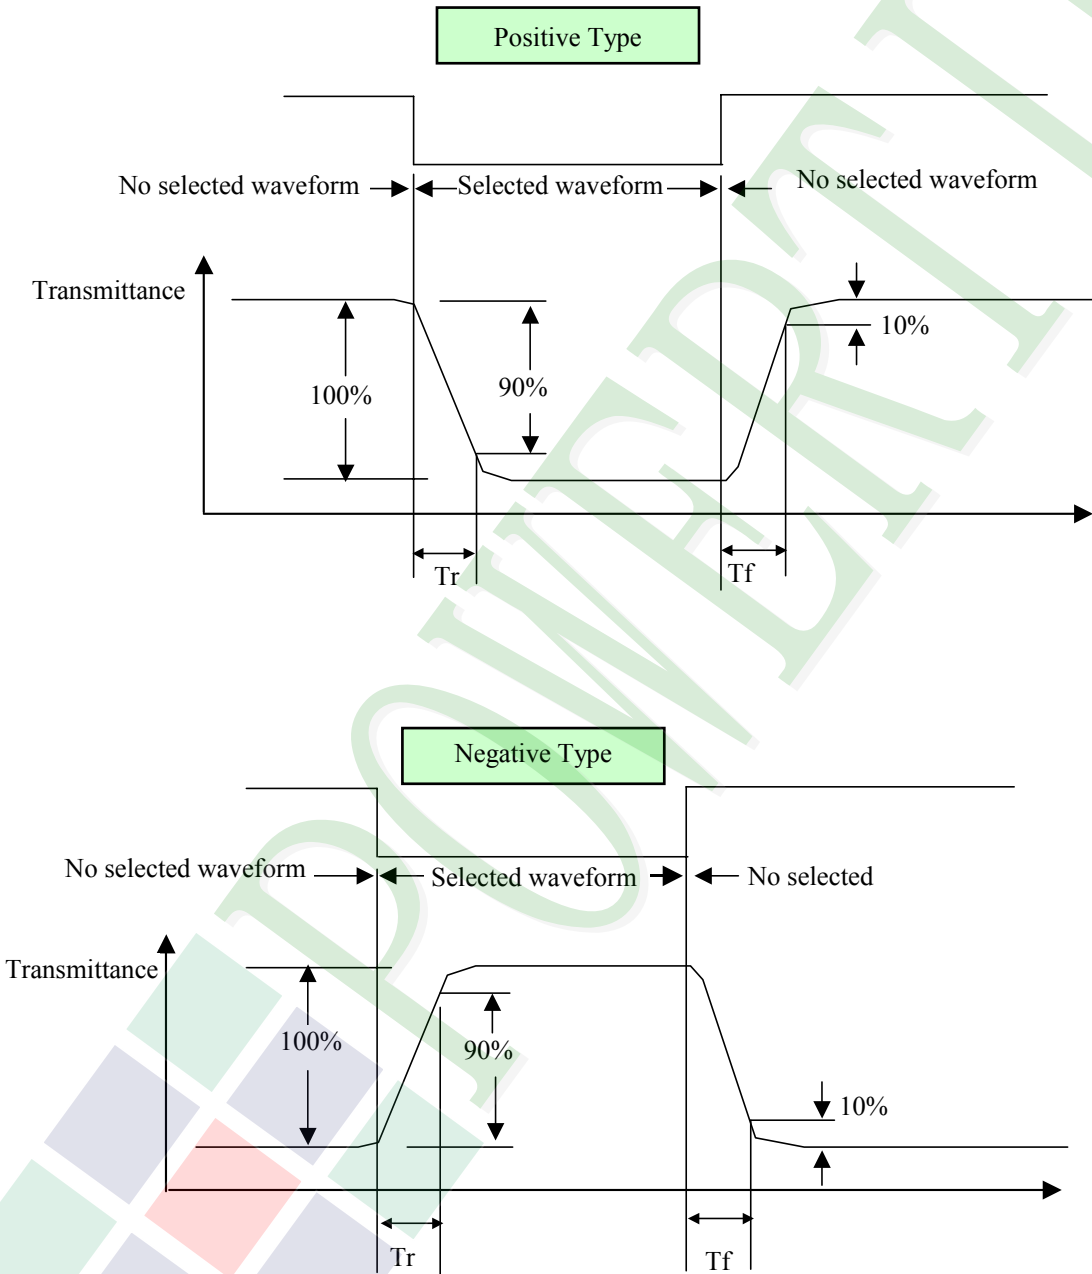 Positive Type
No selected waveform
Selected waveform
No selected waveform
Transmittance
10%
90%
100%
Tr
Tf
Negative Type
No selected waveform
Selected waveform
No selected
Transmittance
100%
90%
10%
Tr
Tf
POWERTI